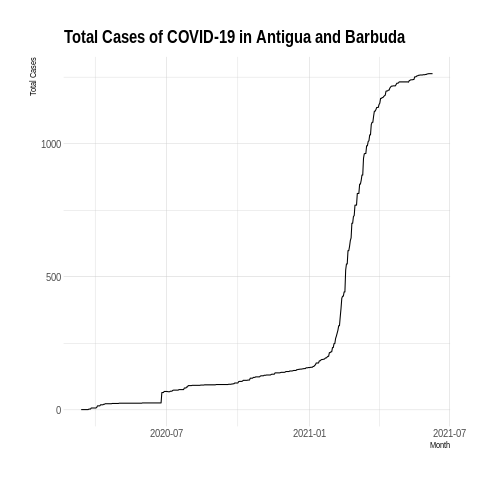 Total Cases of COVID-19 in Antigua and Barbuda
Total Cases
1000
500
0
2020-07
2021-01
2021-07
Month